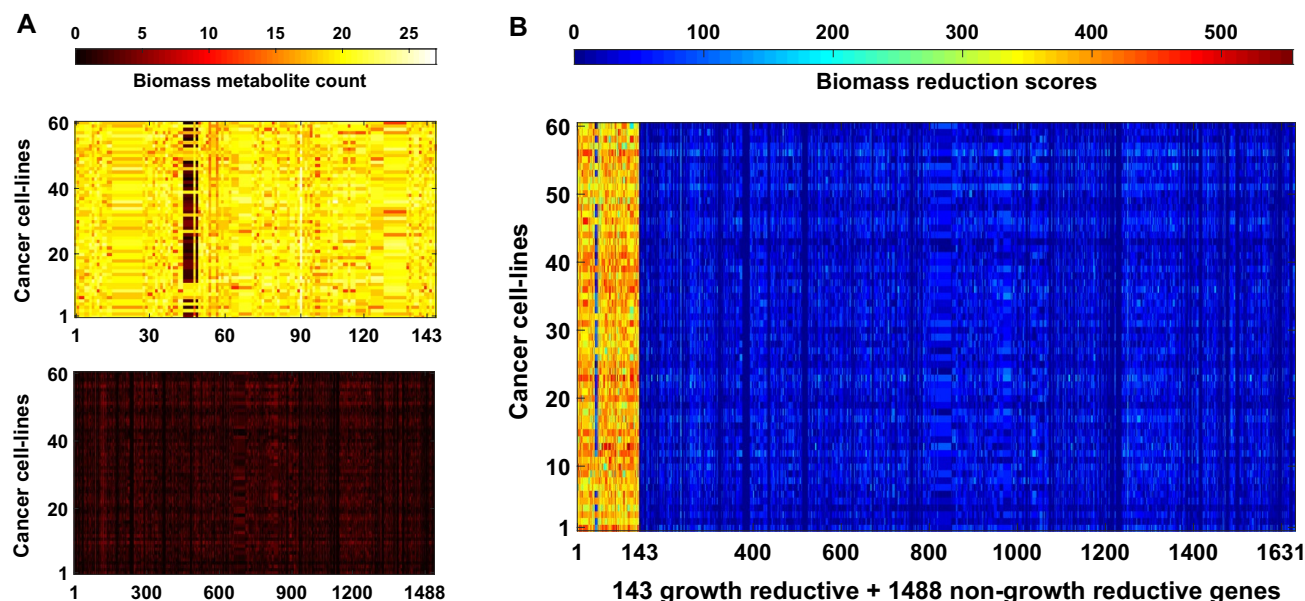 A
0 5 10 15 20 25
Biomass metabolite count
Cancer cell-lines
60
40
20
1
1 30 60 90 120 143
Cancer cell-lines
60
40
20
1
1 300 600 900 1200 1488
B
0 100 200 300 400 500
Biomass reduction scores
Cancer cell-lines
60
50
40
30
20
10
1
1 143 400 600 800 1000 1200 1400 1631
143 growth reductive + 1488 non-growth reductive genes